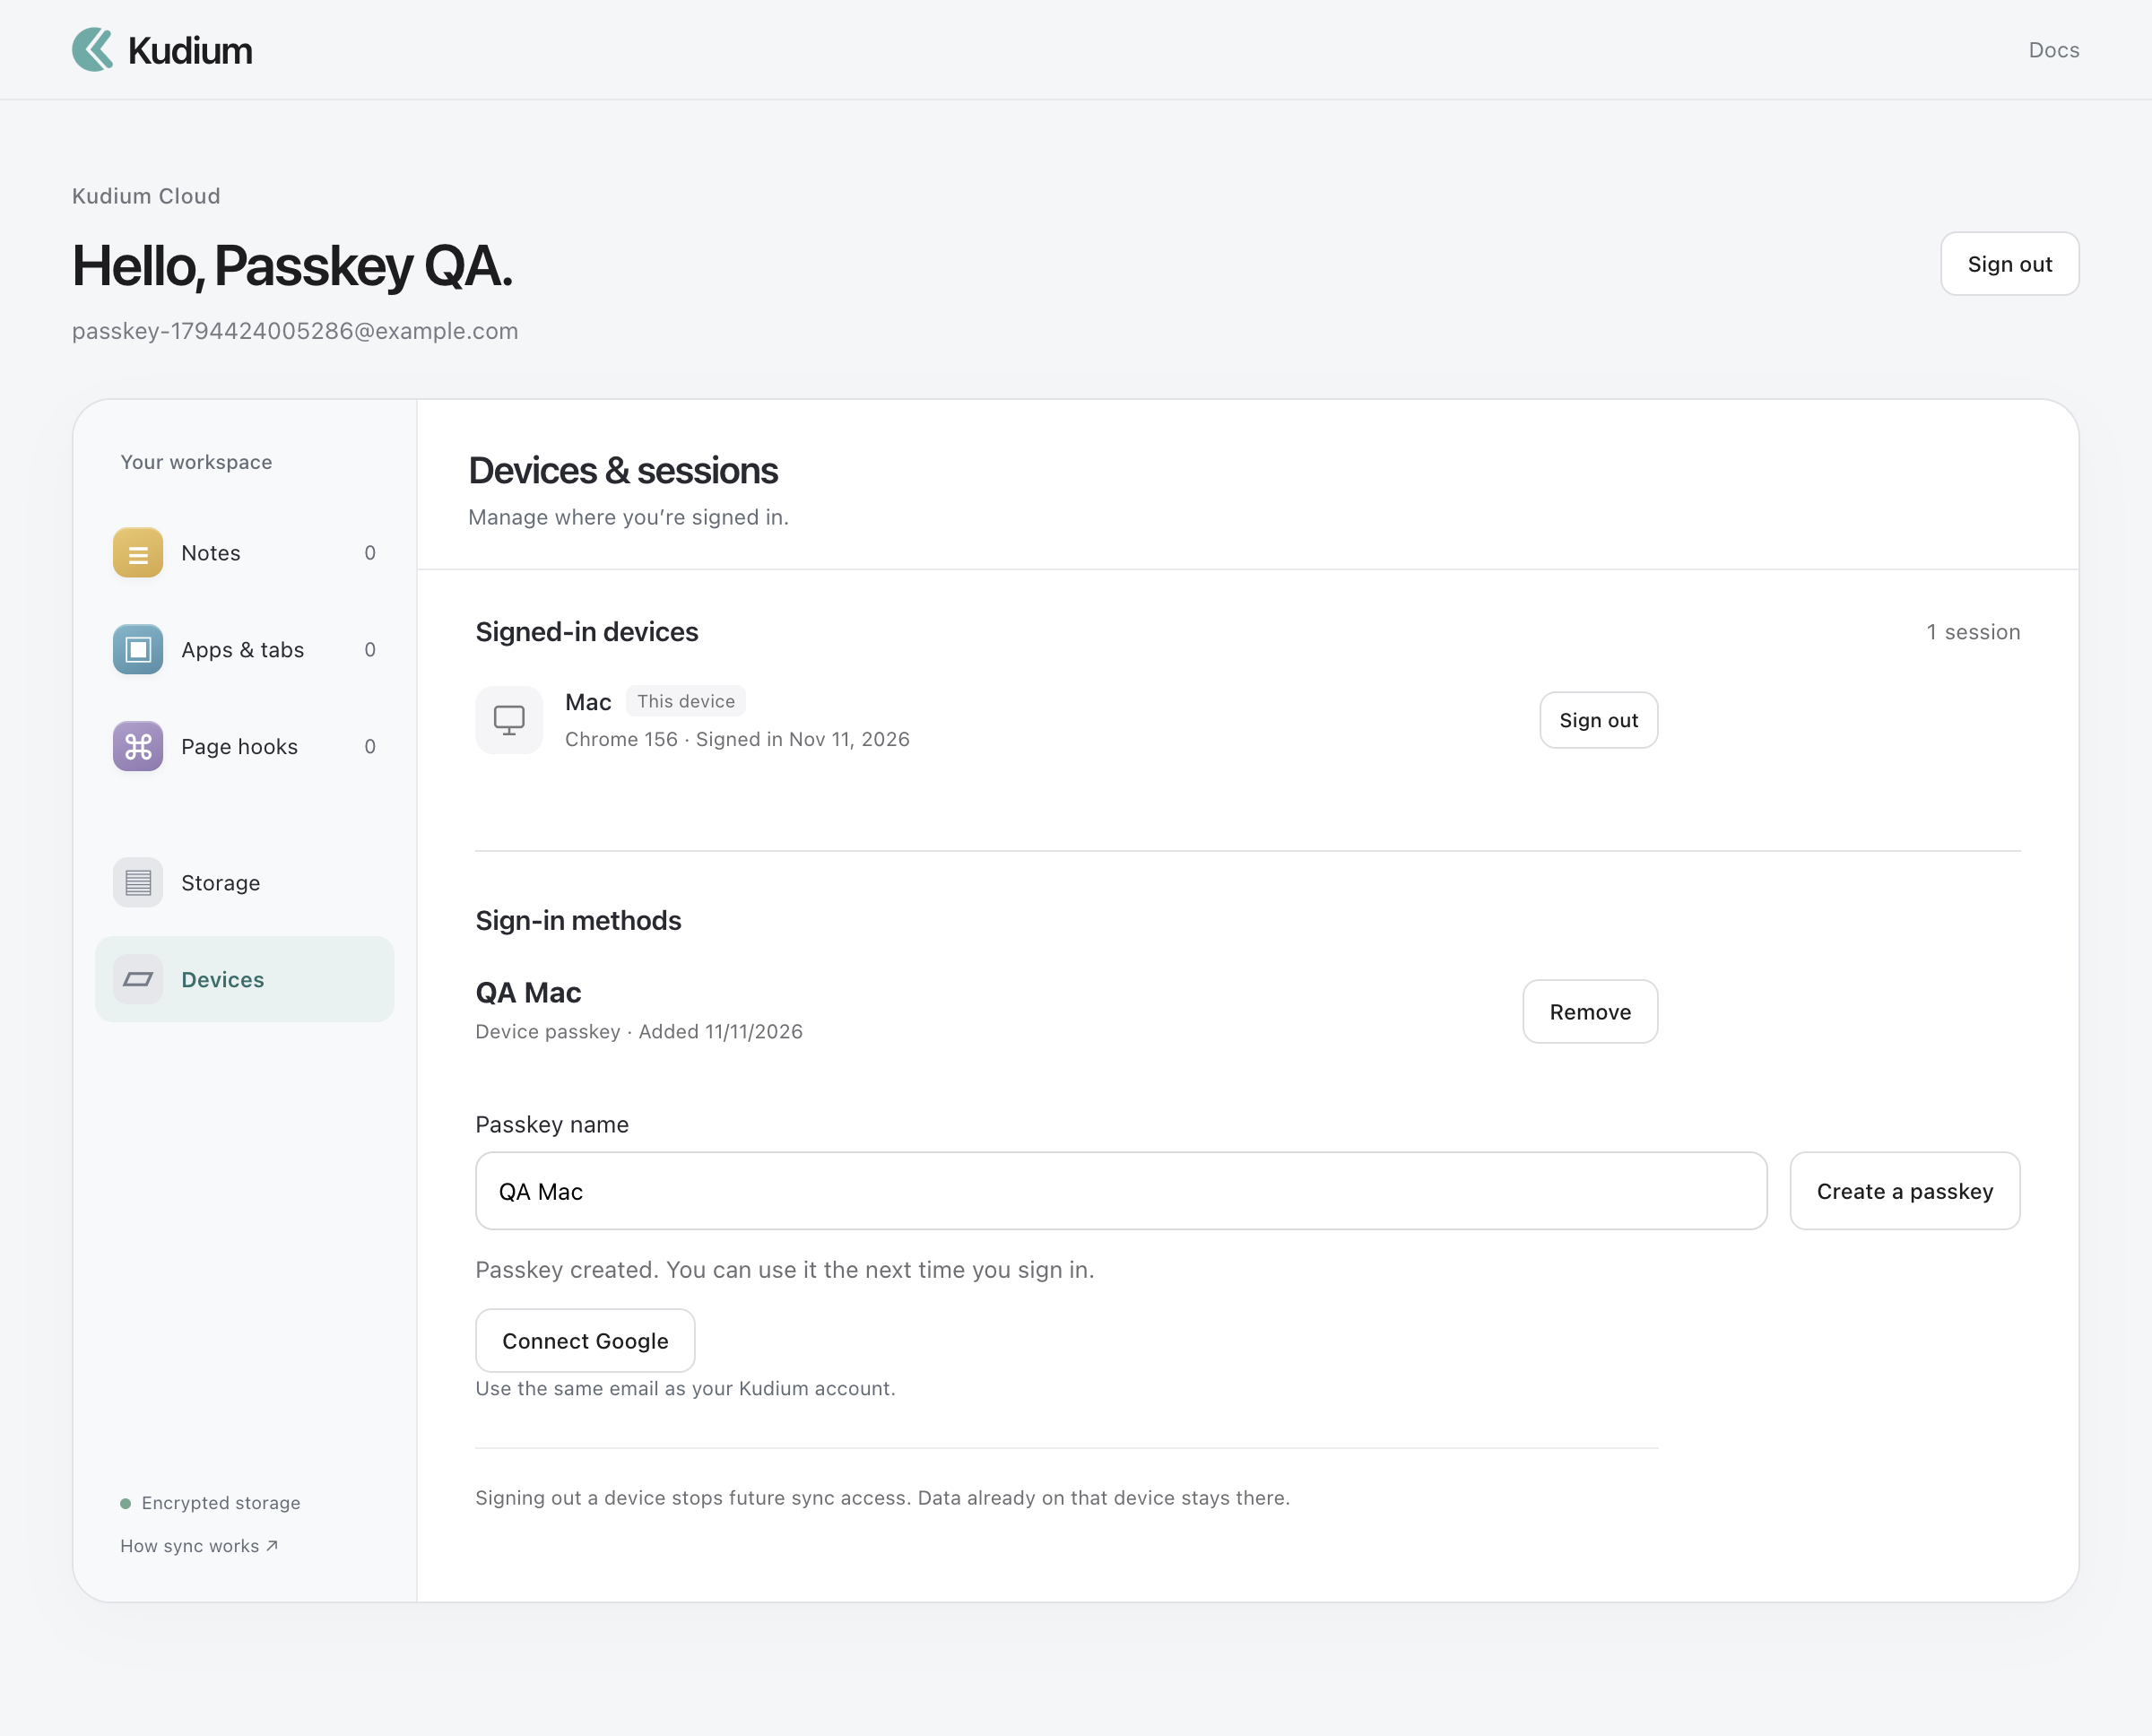 Kudium
Docs
Kudium Cloud
Hello, Passkey QA.
Sign out
passkey-1794424005286@example.com
Your workspace
Notes 0
Apps & tabs 0
Page hooks 0
Storage
Devices
Encrypted storage
How sync works ↗
Devices & sessions
Manage where you’re signed in.
Signed-in devices
1 session
Mac This device
Chrome 156 · Signed in Nov 11, 2026
Sign out
Sign-in methods
QA Mac
Device passkey · Added 11/11/2026
Remove
Passkey name
QA Mac
Create a passkey
Passkey created. You can use it the next time you sign in.
Connect Google
Use the same email as your Kudium account.
Signing out a device stops future sync access. Data already on that device stays there.